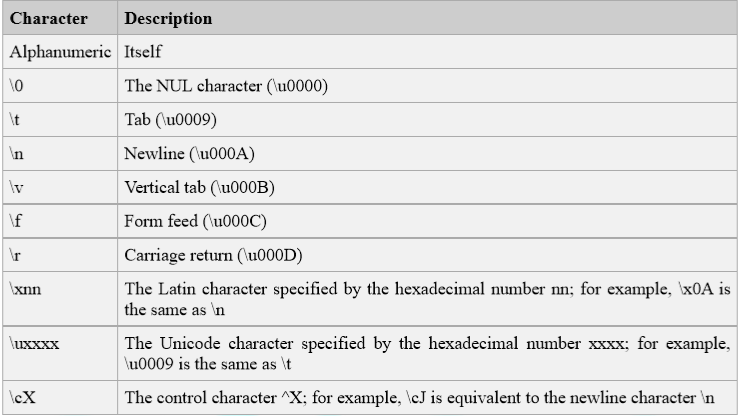 Character Description
Alphanumeric Itself
\0 The NUL character (\u0000)
\t Tab (\u0009)
\n Newline (\u000A)
\v Vertical tab (\u000B)
\f Form feed (\u000C)
\r Carriage return (\u000D)
\xnn The Latin character specified by the hexadecimal number nn; for example, \x0A is
the same as \n
\uxxxx The Unicode character specified by the hexadecimal number xxxx; for example,
\u0009 is the same as \t
\cX The control character ^X; for example, \cJ is equivalent to the newline character \n